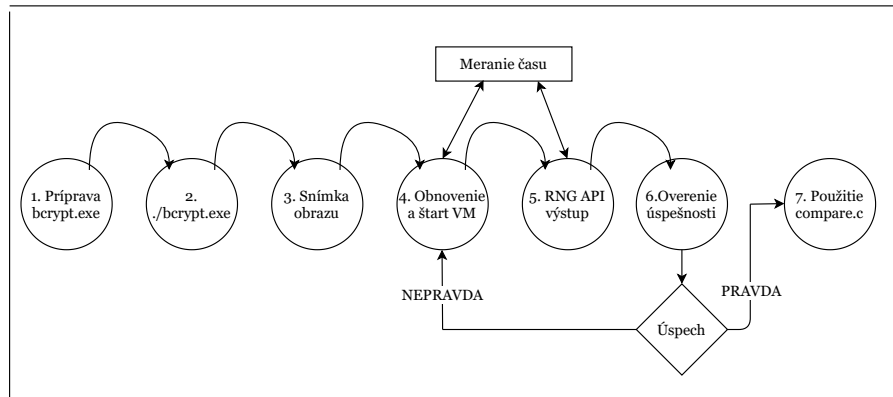 Meranie času
1. Príprava
bcrypt.exe
2.
./bcrypt.exe
3. Snímka
obrazu
4. Obnovenie
a štart VM
5. RNG API
výstup
6.Overenie
úspešnosti
7. Použitie
compare.c
NEPRAVDA
PRAVDA
Úspech